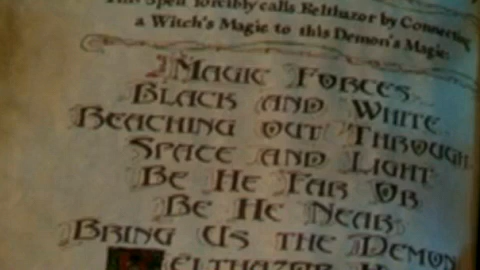 This Spell forcibly calls Belthazor by Connecting
a Witch's Magic to this Demon's Magic.
Magic Forces
Black and White
Reaching out Through
Space and Light
Be He Far Or
Be He Near
Bring Us the Demon
Belthazor